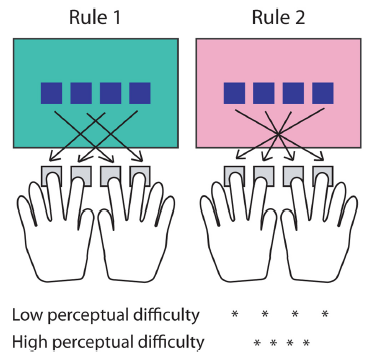 Rule 1
Rule 2
Low perceptual difficulty * * * *
High perceptual difficulty * * * *